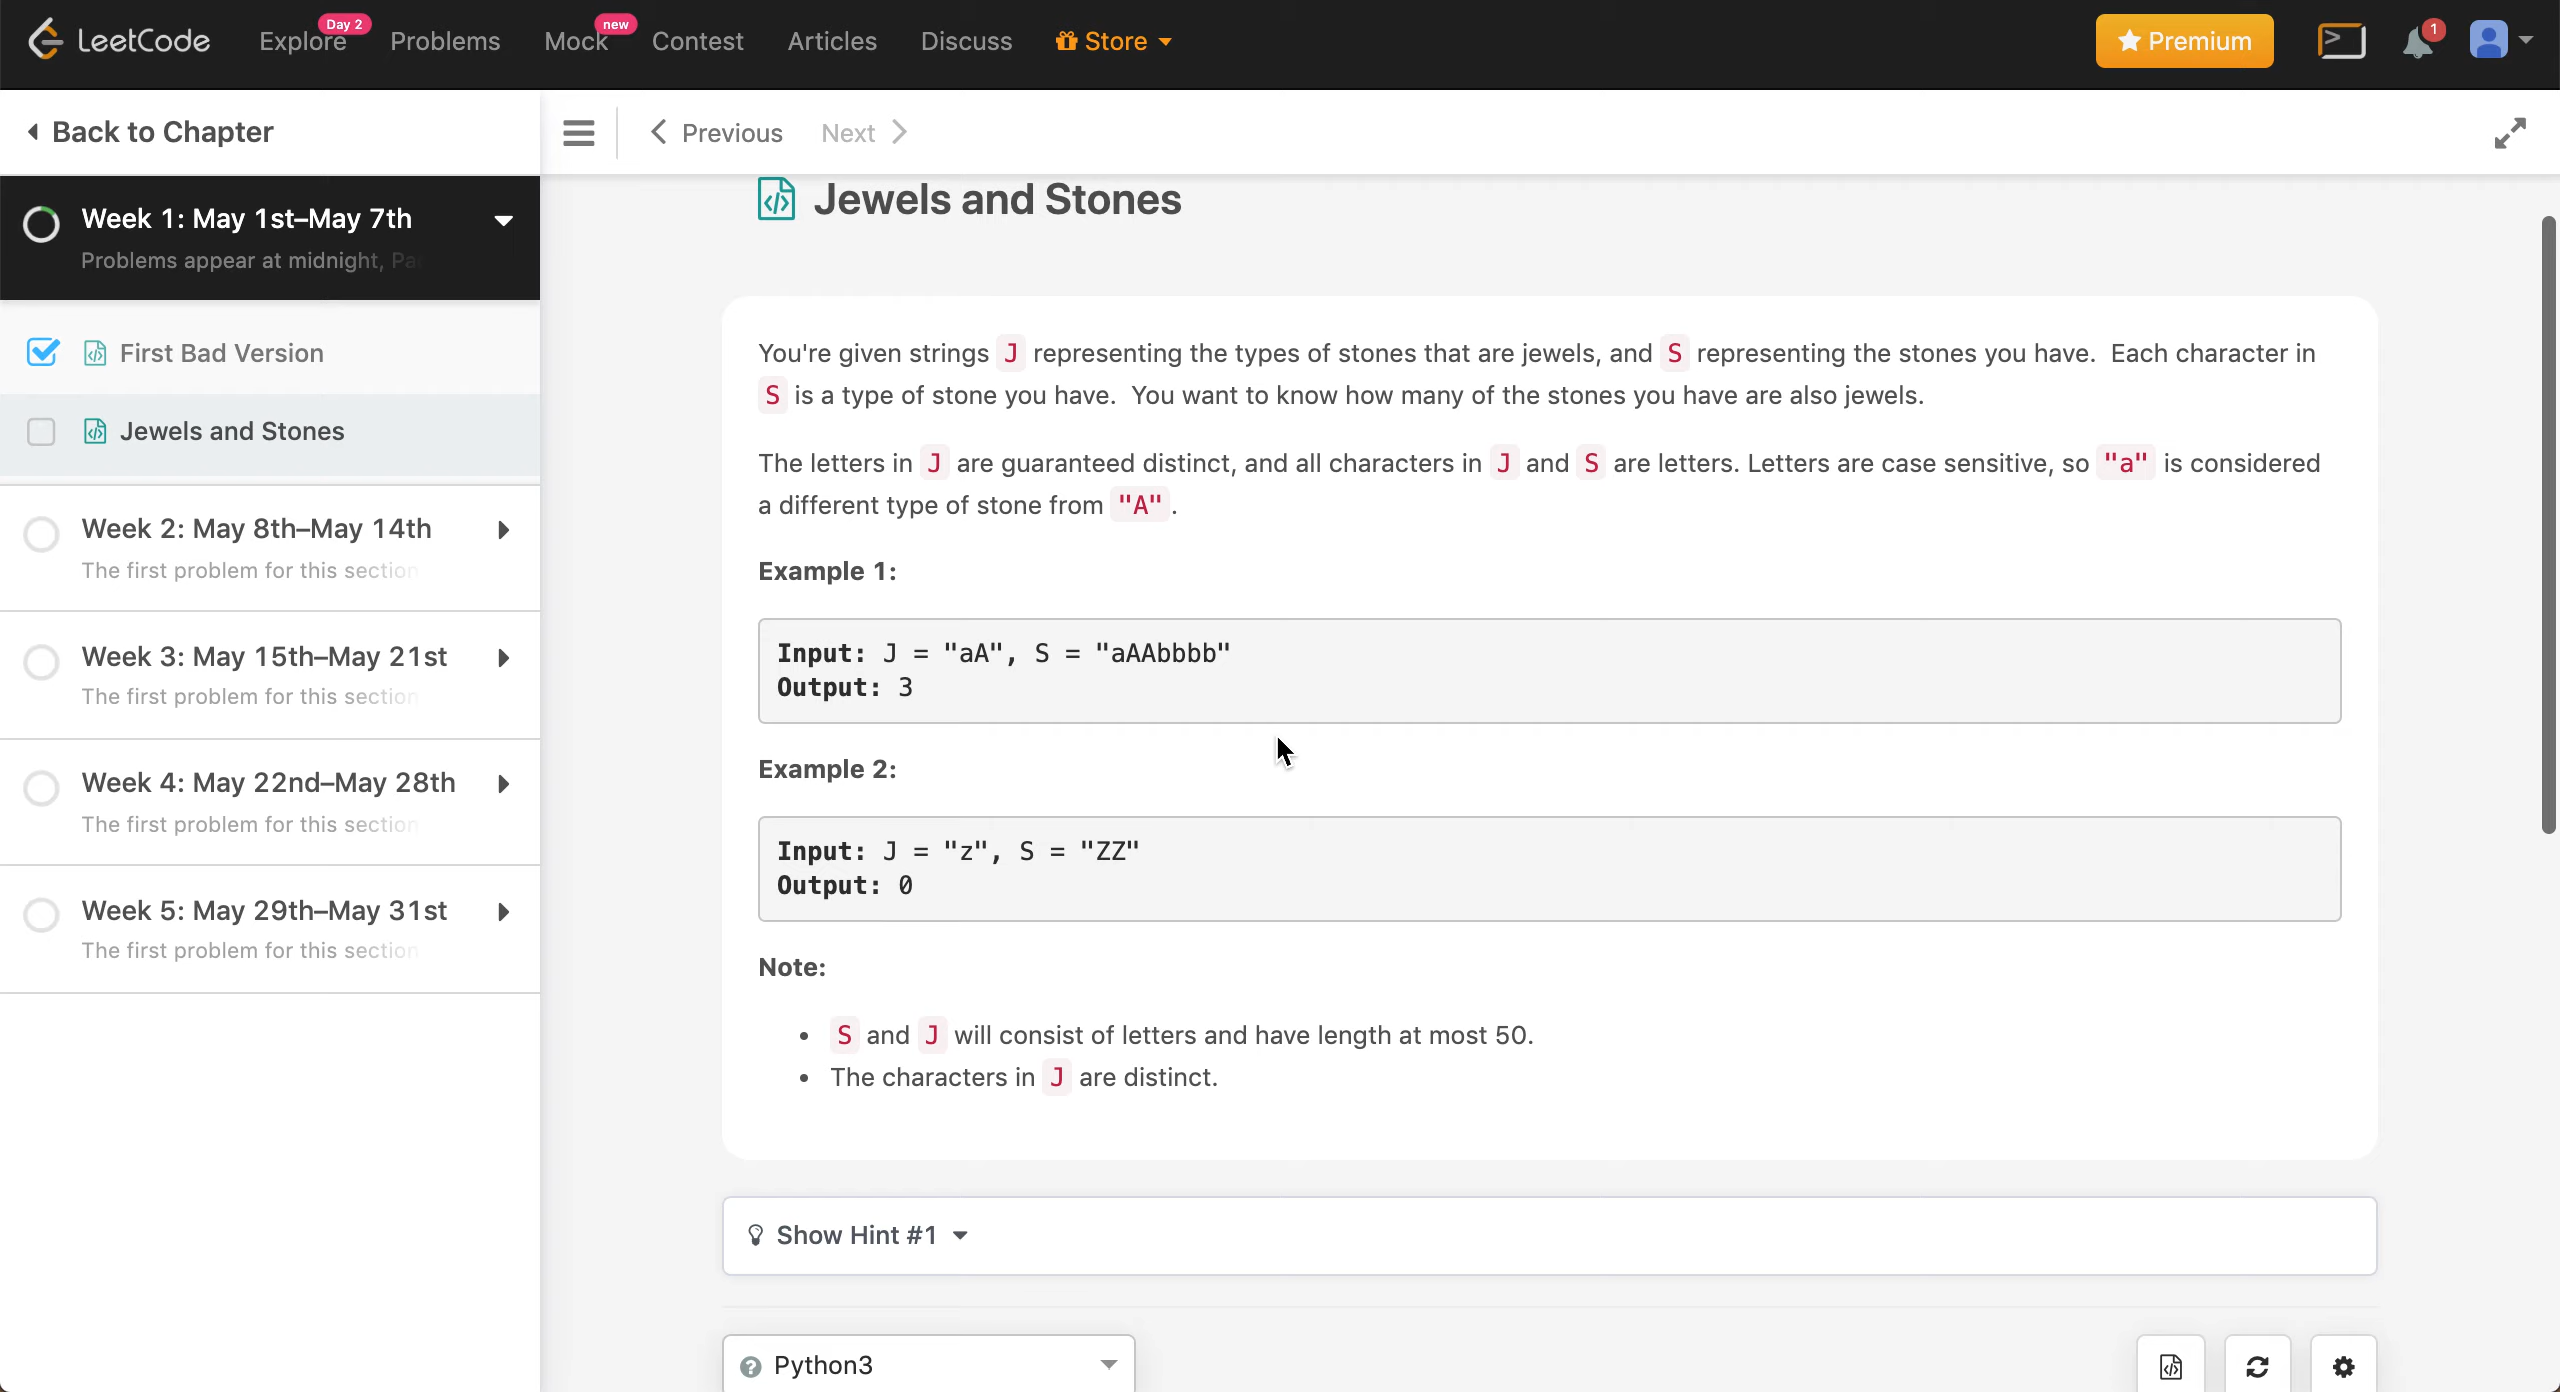 LeetCode Explore Day 2 Problems Mock new Contest Articles Discuss Store Premium 1
Back to Chapter
Previous Next
Week 1: May 1st–May 7th
Problems appear at midnight,
First Bad Version
Jewels and Stones
Week 2: May 8th–May 14th
The first problem for this section
Week 3: May 15th–May 21st
The first problem for this section
Week 4: May 22nd–May 28th
The first problem for this section
Week 5: May 29th–May 31st
The first problem for this section
Jewels and Stones
You're given strings J representing the types of stones that are jewels, and S representing the stones you have. Each character in
S is a type of stone you have. You want to know how many of the stones you have are also jewels.
The letters in J are guaranteed distinct, and all characters in J and S are letters. Letters are case sensitive, so "a" is considered
a different type of stone from "A".
Example 1:
Input: J = "aA", S = "aAAbbbb"
Output: 3
Example 2:
Input: J = "z", S = "ZZ"
Output: 0
Note:
• S and J will consist of letters and have length at most 50.
• The characters in J are distinct.
Show Hint #1
Python3